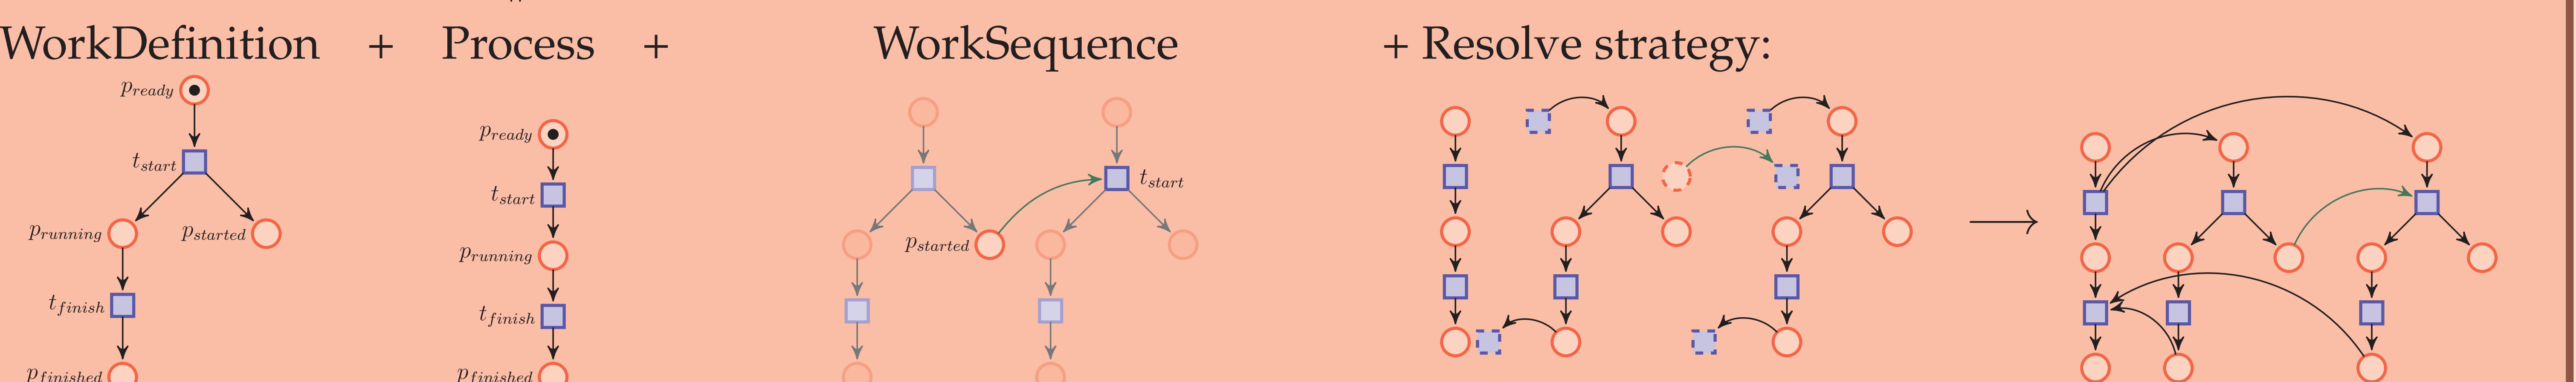 WorkDefinition + Process + WorkSequence + Resolve strategy:
p_ready
t_start
p_running p_started
t_finish
p_finished
p_ready
t_start
p_running
t_finish
p_finished
t_start
p_started